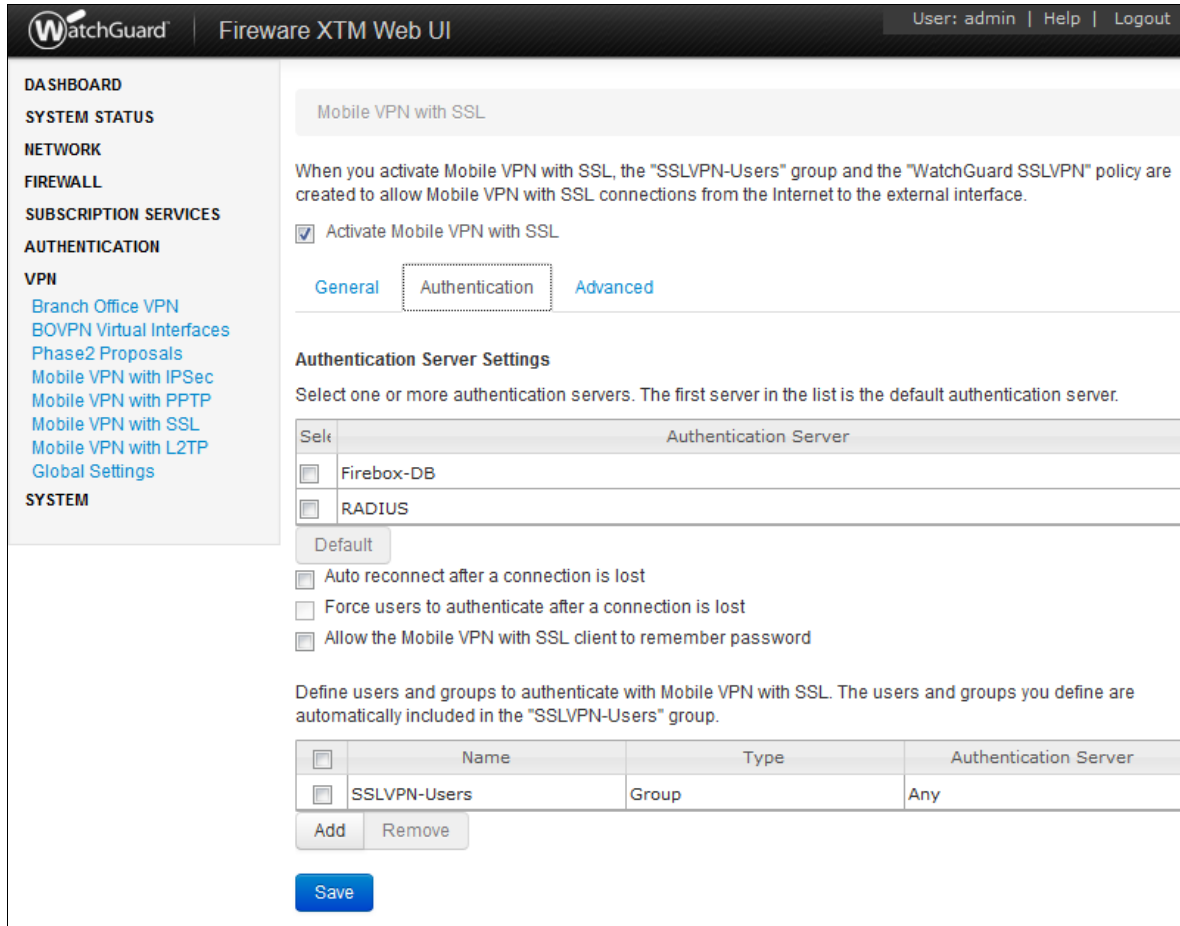 WatchGuard
Fireware XTM Web UI
User: admin | Help | Logout
DASHBOARD
SYSTEM STATUS
NETWORK
FIREWALL
SUBSCRIPTION SERVICES
AUTHENTICATION
VPN
Branch Office VPN
BOVPN Virtual Interfaces
Phase2 Proposals
Mobile VPN with IPSec
Mobile VPN with PPTP
Mobile VPN with SSL
Mobile VPN with L2TP
Global Settings
SYSTEM
Mobile VPN with SSL
When you activate Mobile VPN with SSL, the "SSLVPN-Users" group and the "WatchGuard SSLVPN" policy are
created to allow Mobile VPN with SSL connections from the Internet to the external interface.
Activate Mobile VPN with SSL
General Authentication Advanced
Authentication Server Settings
Select one or more authentication servers. The first server in the list is the default authentication server.
Sele Authentication Server
Firebox-DB
RADIUS
Default
Auto reconnect after a connection is lost
Force users to authenticate after a connection is lost
Allow the Mobile VPN with SSL client to remember password
Define users and groups to authenticate with Mobile VPN with SSL. The users and groups you define are
automatically included in the "SSLVPN-Users" group.
Name Type Authentication Server
SSLVPN-Users Group Any
Add Remove
Save